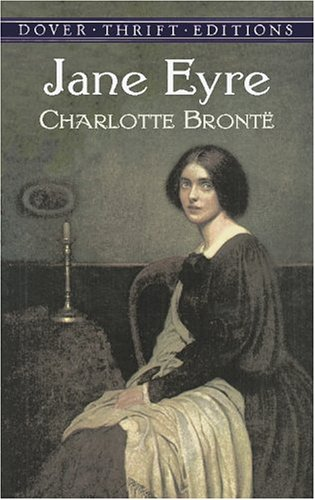 DOVER · THRIFT · EDITIONS
Jane Eyre
CHARLOTTE BRONTË